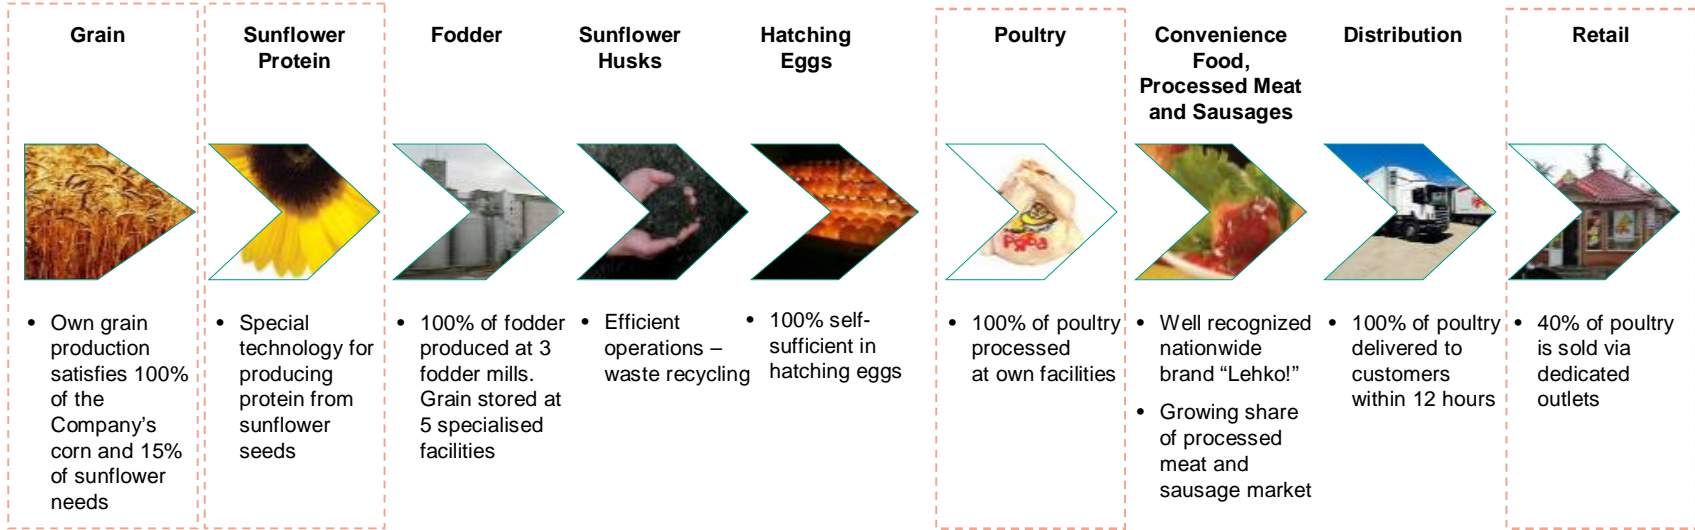 Grain
Own grain
production
satisfies 100%
of the
Company’s
corn and 15%
of sunflower
needs
Sunflower
Protein
Special
technology for
producing
protein from
sunflower
seeds
Fodder
100% of fodder
produced at 3
fodder mills.
Grain stored at
5 specialised
facilities
Sunflower
Husks
Efficient
operations –
waste recycling
Hatching
Eggs
100% self-
sufficient in
hatching eggs
Poultry
100% of poultry
processed
at own facilities
Convenience
Food,
Processed Meat
and Sausages
Well recognized
nationwide
brand “Lehko!”
Growing share
of processed
meat and
sausage market
Distribution
100% of poultry
delivered to
customers
within 12 hours
Retail
40% of poultry
is sold via
dedicated
outlets